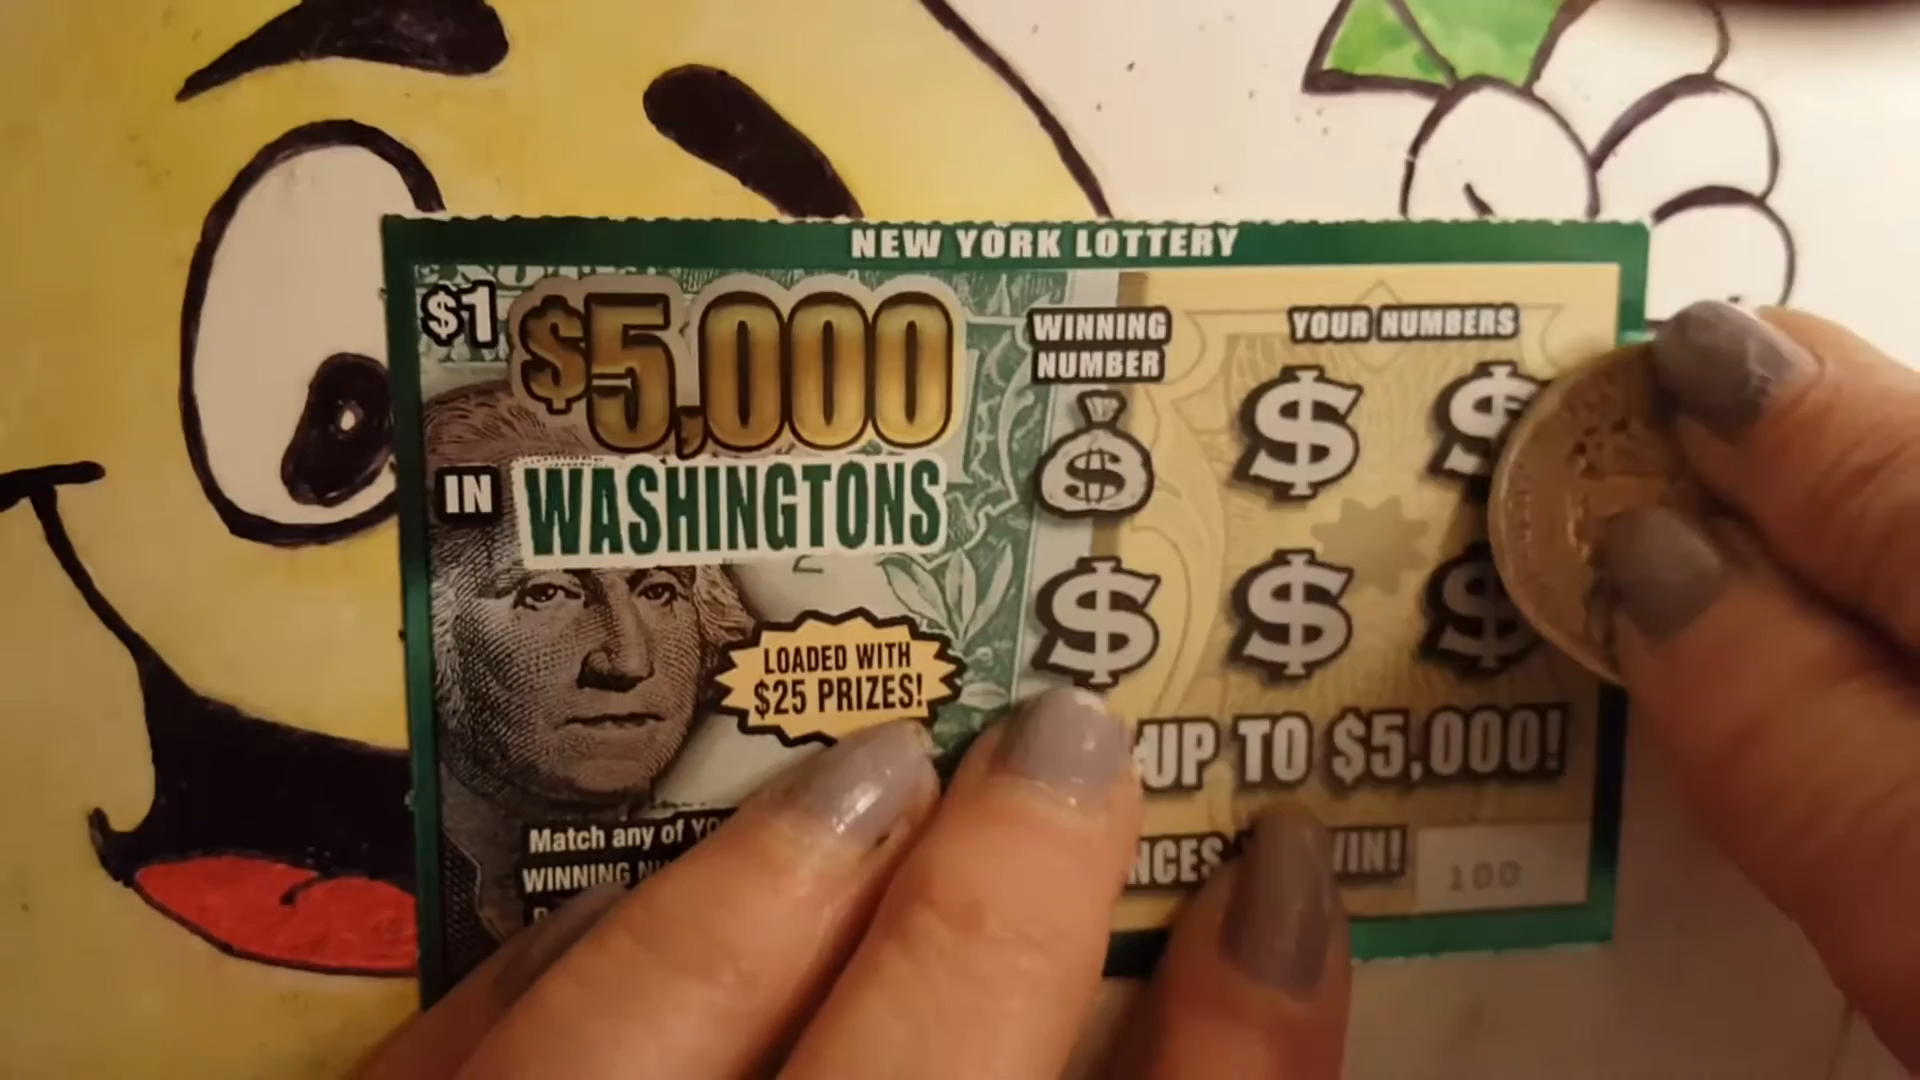 NEW YORK LOTTERY
$1
$5,000
IN WASHINGTONS
LOADED WITH
$25 PRIZES!
Match any of
WINNING
WINNING
NUMBER
YOUR NUMBERS
UP TO $5,000!
100